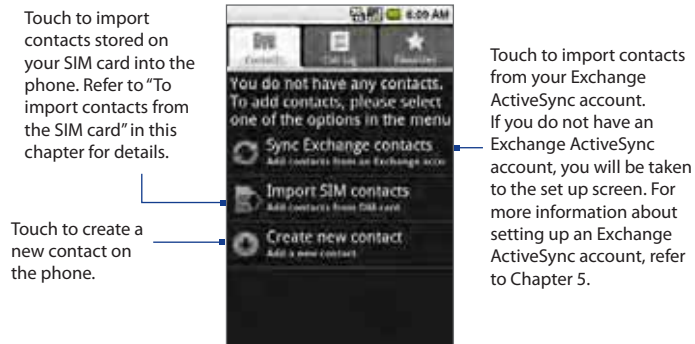 Touch to import
contacts stored on
your SIM card into the
phone. Refer to “To
import contacts from
the SIM card” in this
chapter for details.
Touch to create a
new contact on
the phone.
6:09 AM
Contacts
Call log
Favorites
You do not have any contacts.
To add contacts, please select
one of the options in the menu
Sync Exchange contacts
Add contacts from an Exchange acco
Import SIM contacts
Add contacts from SIM card
Create new contact
Add a new contact
Touch to import contacts
from your Exchange
ActiveSync account.
If you do not have an
Exchange ActiveSync
account, you will be taken
to the set up screen. For
more information about
setting up an Exchange
ActiveSync account, refer
to Chapter 5.